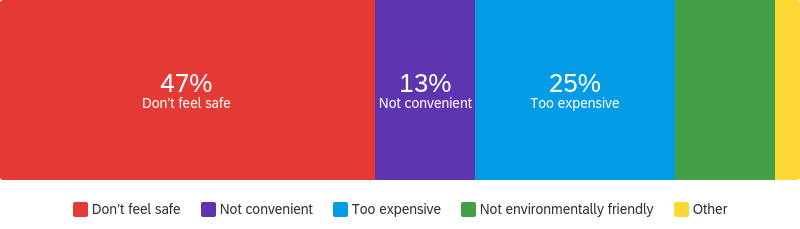 47%
Don't feel safe
13%
Not convenient
25%
Too expensive
Don't feel safe
Not convenient
Too expensive
Not environmentally friendly
Other